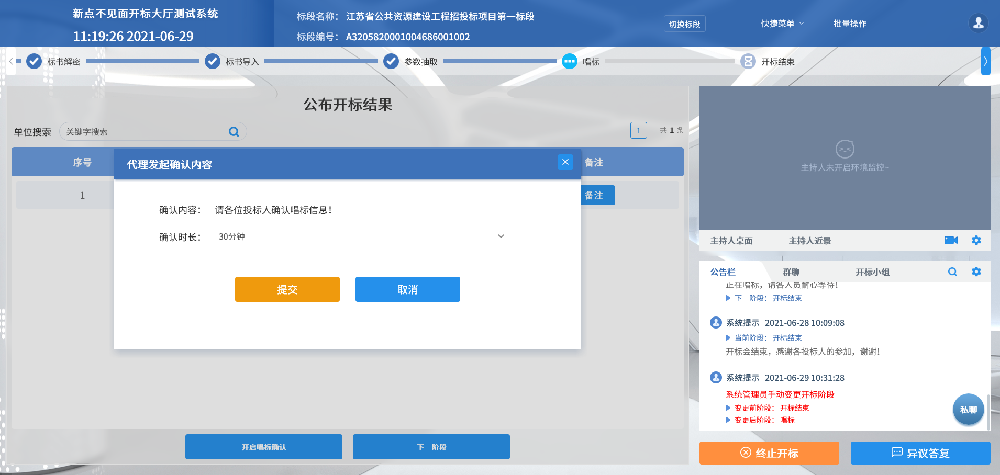 新点不见面开标大厅测试系统
11:19:26 2021-06-29
标段名称： 江苏省公共资源建设工程招投标项目第一标段
标段编号： A3205820001004686001002
切换标段
快捷菜单
批量操作
标书解密
标书导入
参数抽取
唱标
开标结束
公布开标结果
单位搜索
关键字搜索
1
共 1 条
序号
备注
1
备注
代理发起确认内容
确认内容： 请各位投标人确认唱标信息！
确认时长： 30分钟
提交
取消
开启唱标确认
下一阶段
主持人未开启环境监控~
主持人桌面
主持人近景
公告栏
群聊
开标小组
正在唱标，请各人员耐心等待！
下一阶段： 开标结束
系统提示 2021-06-28 10:09:08
当前阶段： 开标结束
开标会结束，感谢各投标人的参加，谢谢！
系统提示 2021-06-29 10:31:28
系统管理员手动变更开标阶段
变更前阶段： 开标结束
变更后阶段： 唱标
私聊
终止开标
异议答复